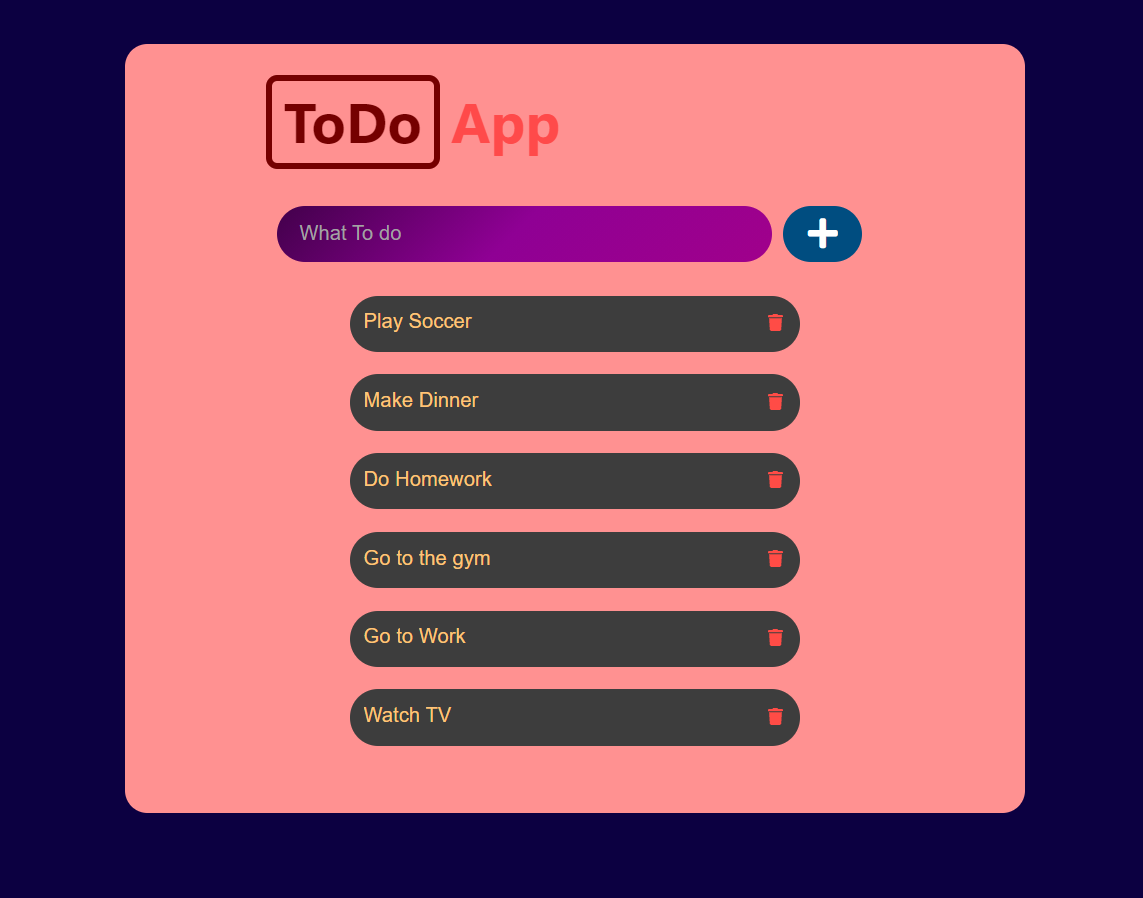 ToDo App
What To do
Play Soccer
Make Dinner
Do Homework
Go to the gym
Go to Work
Watch TV